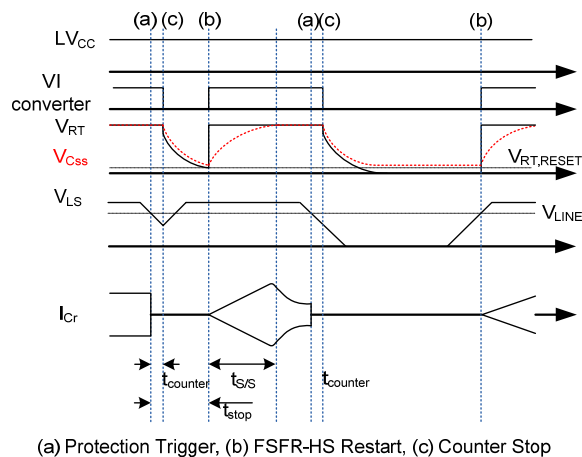 (a) (c) (b) (a) (c) (b)
LVCC
VI
converter
VRT
VCss
VRT,RESET
VLS
VLINE
ICr
tcounter tS/S tcounter
tstop
(a) Protection Trigger, (b) FSFR-HS Restart, (c) Counter Stop